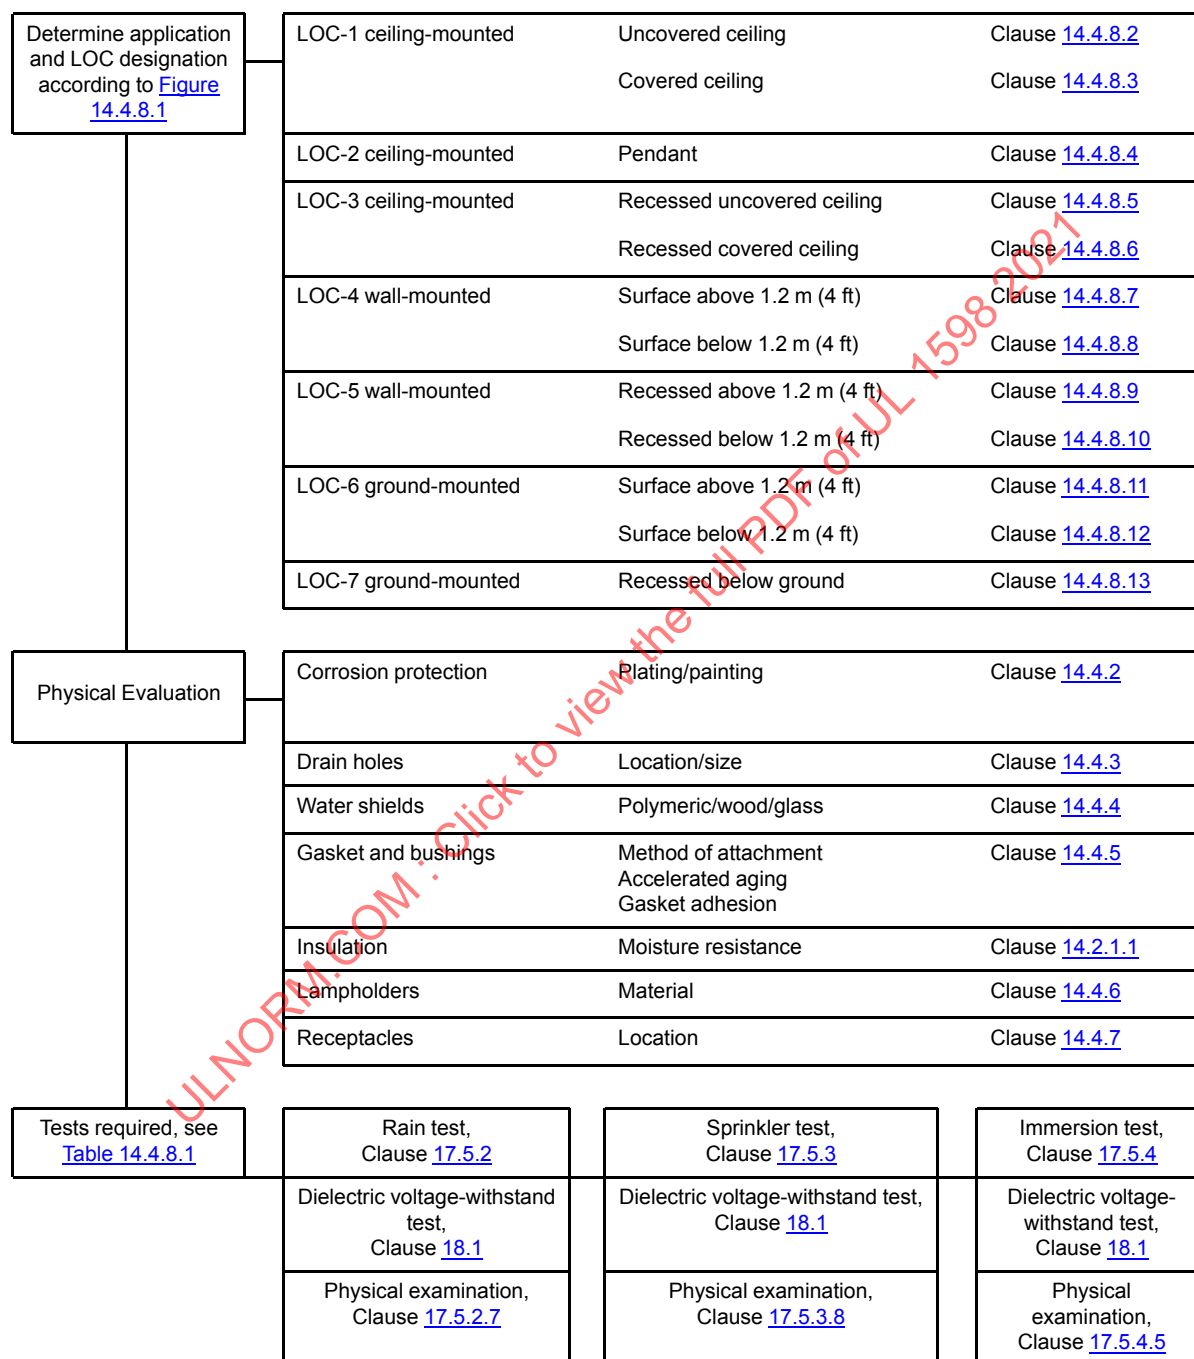 Determine application
and LOC designation
according to Figure
14.4.8.1
LOC-1 ceiling-mounted Uncovered ceiling Clause 14.4.8.2
Covered ceiling Clause 14.4.8.3
LOC-2 ceiling-mounted Pendant Clause 14.4.8.4
LOC-3 ceiling-mounted Recessed uncovered ceiling Clause 14.4.8.5
Recessed covered ceiling Clause 14.4.8.6
LOC-4 wall-mounted Surface above 1.2 m (4 ft) Clause 14.4.8.7
Surface below 1.2 m (4 ft) Clause 14.4.8.8
LOC-5 wall-mounted Recessed above 1.2 m (4 ft) Clause 14.4.8.9
Recessed below 1.2 m (4 ft) Clause 14.4.8.10
LOC-6 ground-mounted Surface above 1.2 m (4 ft) Clause 14.4.8.11
Surface below 1.2 m (4 ft) Clause 14.4.8.12
LOC-7 ground-mounted Recessed below ground Clause 14.4.8.13
Physical Evaluation
Corrosion protection Plating/painting Clause 14.4.2
Drain holes Location/size Clause 14.4.3
Water shields Polymeric/wood/glass Clause 14.4.4
Gasket and bushings Method of attachment Clause 14.4.5
Accelerated aging
Gasket adhesion
Insulation Moisture resistance Clause 14.2.1.1
Lampholders Material Clause 14.4.6
Receptacles Location Clause 14.4.7
Tests required, see
Table 14.4.8.1
Rain test,
Clause 17.5.2
Sprinkler test,
Clause 17.5.3
Immersion test,
Clause 17.5.4
Dielectric voltage-withstand
test,
Clause 18.1
Dielectric voltage-withstand test,
Clause 18.1
Dielectric voltage-
withstand test,
Clause 18.1
Physical examination,
Clause 17.5.2.7
Physical examination,
Clause 17.5.3.8
Physical
examination,
Clause 17.5.4.5
ULNORM.COM : Click to view the full PDF of UL 1598 2021